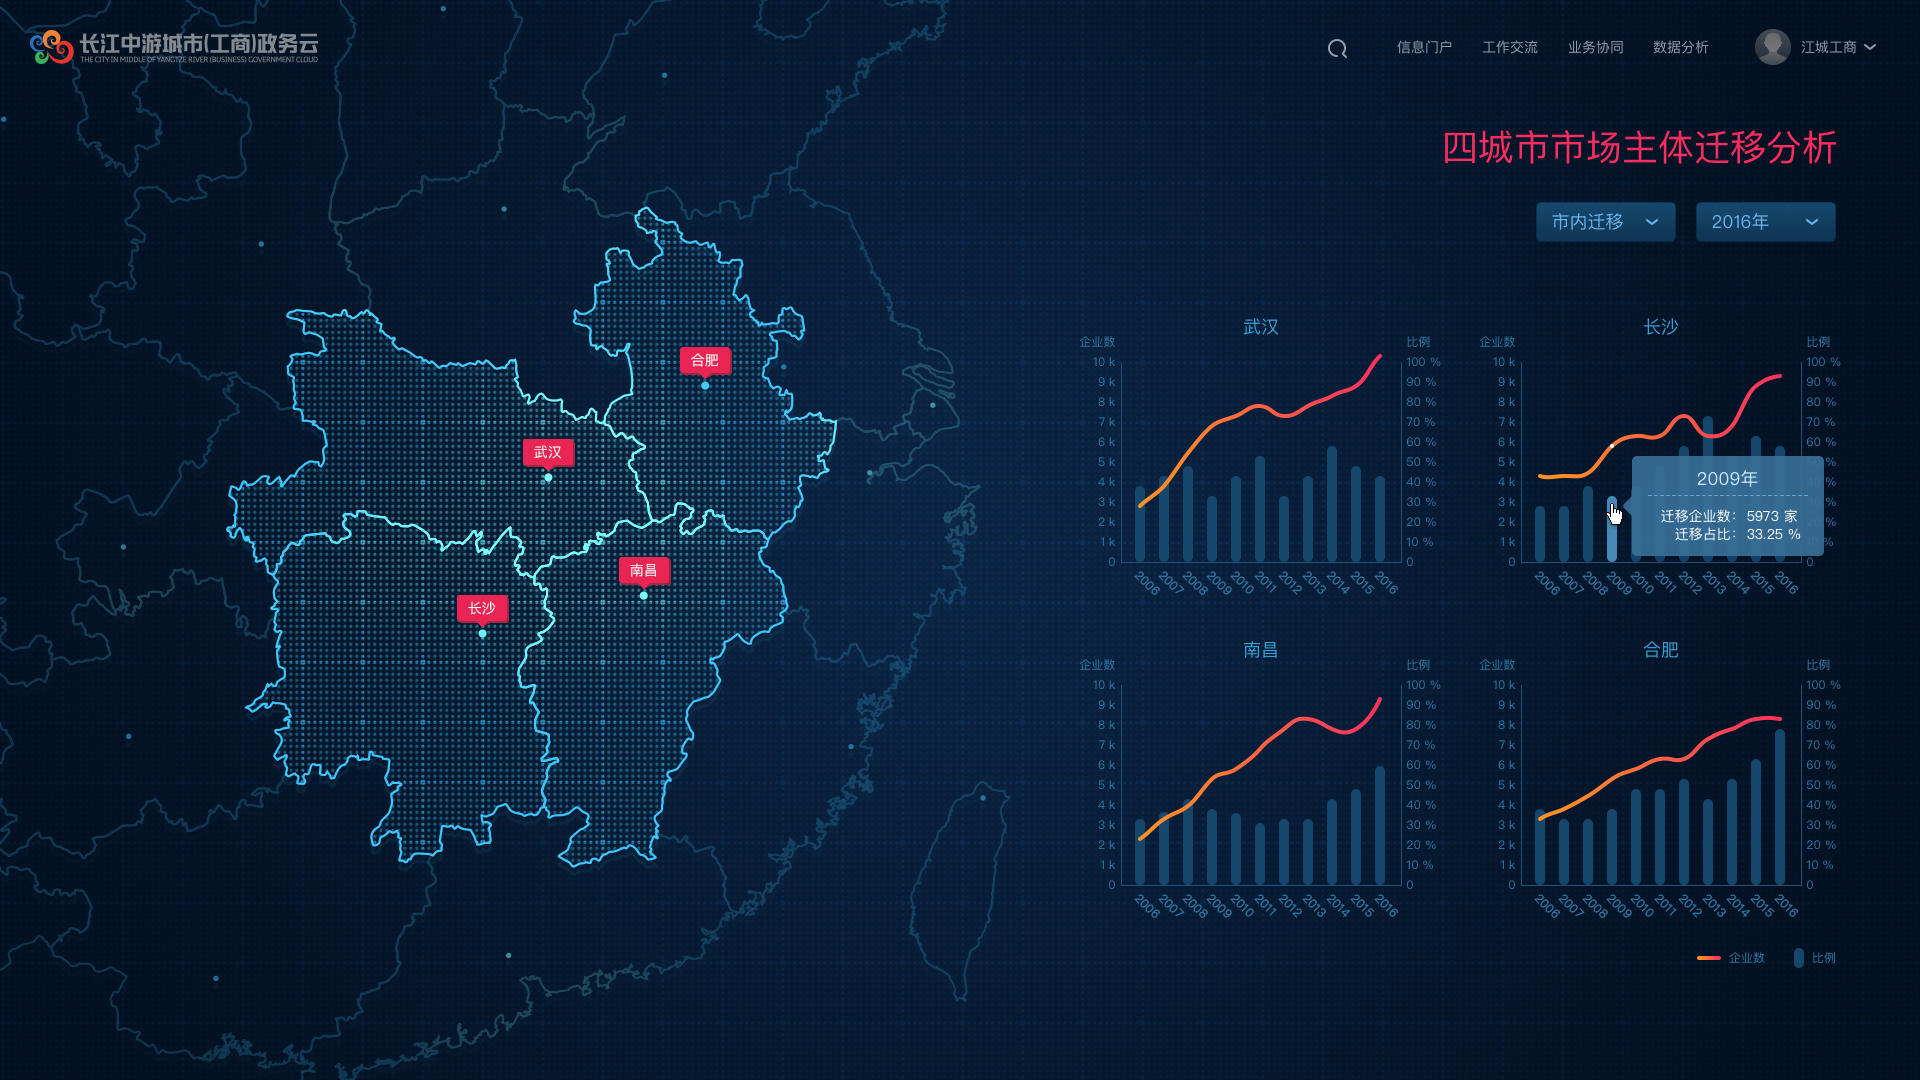 长江中游城市(工商)政务云
THE CITY IN MIDDLE OF YANGTZE RIVER (BUSINESS) GOVERNMENT CLOUD
信息门户 工作交流 业务协同 数据分析 江城工商
四城市市场主体迁移分析
市内迁移 2016年
合肥
武汉
南昌
长沙
武汉
企业数 比例
10 k 100 %
9 k 90 %
8 k 80 %
7 k 70 %
6 k 60 %
5 k 50 %
4 k 40 %
3 k 30 %
2 k 20 %
1 k 10 %
0 0
2006 2007 2008 2009 2010 2011 2012 2013 2014 2015 2016
长沙
企业数 比例
10 k 100 %
9 k 90 %
8 k 80 %
7 k 70 %
6 k 60 %
5 k %
4 k %
3 k %
2 k %
1 k %
0 0
2009年
迁移企业数: 5973 家
迁移占比: 33.25 %
2006 2007 2008 2009 2010 2011 2012 2013 2014 2015 2016
南昌
企业数 比例
10 k 100 %
9 k 90 %
8 k 80 %
7 k 70 %
6 k 60 %
5 k 50 %
4 k 40 %
3 k 30 %
2 k 20 %
1 k 10 %
0 0
2006 2007 2008 2009 2010 2011 2012 2013 2014 2015 2016
合肥
企业数 比例
10 k 100 %
9 k 90 %
8 k 80 %
7 k 70 %
6 k 60 %
5 k 50 %
4 k 40 %
3 k 30 %
2 k 20 %
1 k 10 %
0 0
2006 2007 2008 2009 2010 2011 2012 2013 2014 2015 2016
企业数 比例